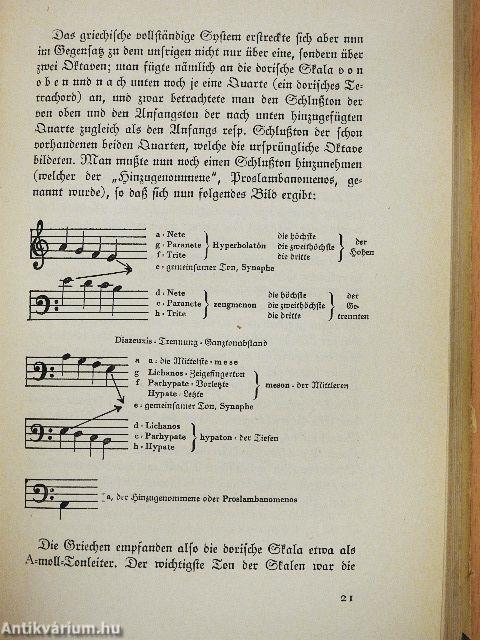 Das griechische vollständige System erstreckte sich aber nun
im Gegensatz zu dem unsrigen nicht nur über eine, sondern über
zwei Oktaven; man fügte nämlich an die dorische Skala von
oben und nach unten noch je eine Quarte (ein dorisches Te-
trachord) an, und zwar betrachtete man den Schlußton der
von oben und den Anfangston der nach unten hinzugefügten
Quarte zugleich als den Anfangs resp. Schlußton der schon
vorhandenen beiden Quarten, welche die ursprüngliche Oktave
bildeten. Man mußte nun noch einen Schlußton hinzunehmen
(welcher der „Hinzugenommene“, Proslambanomenos, ge-
nannt wurde), so daß sich nun folgendes Bild ergibt:
a - Nete die höchste
g - Paranete Hyperbolatôn die zweithöchste der
f - Trite die dritte Hohen
e - gemeinsamer Ton, Synaphe
d - Nete die höchste der
c - Paranete zeugmenon die zweithöchste Ge-
h - Trite die dritte trennten
Diazeuxis - Trennung - Ganztonabstand
a a: die Mittelste - mese
g Lichanos - Zeigefingerton
f Parhypate - Vorletzte meson - der Mittleren
Hypate - Letzte
e - gemeinsamer Ton, Synaphe
d - Lichanos
c - Parhypate hypaton - der Tiefen
h - Hypate
a, der Hinzugenommene oder Proslambanomenos
Die Griechen empfanden also die dorische Skala etwa als
A-moll-Tonleiter. Der wichtigste Ton der Skalen war die
21
Antikvárium.hu